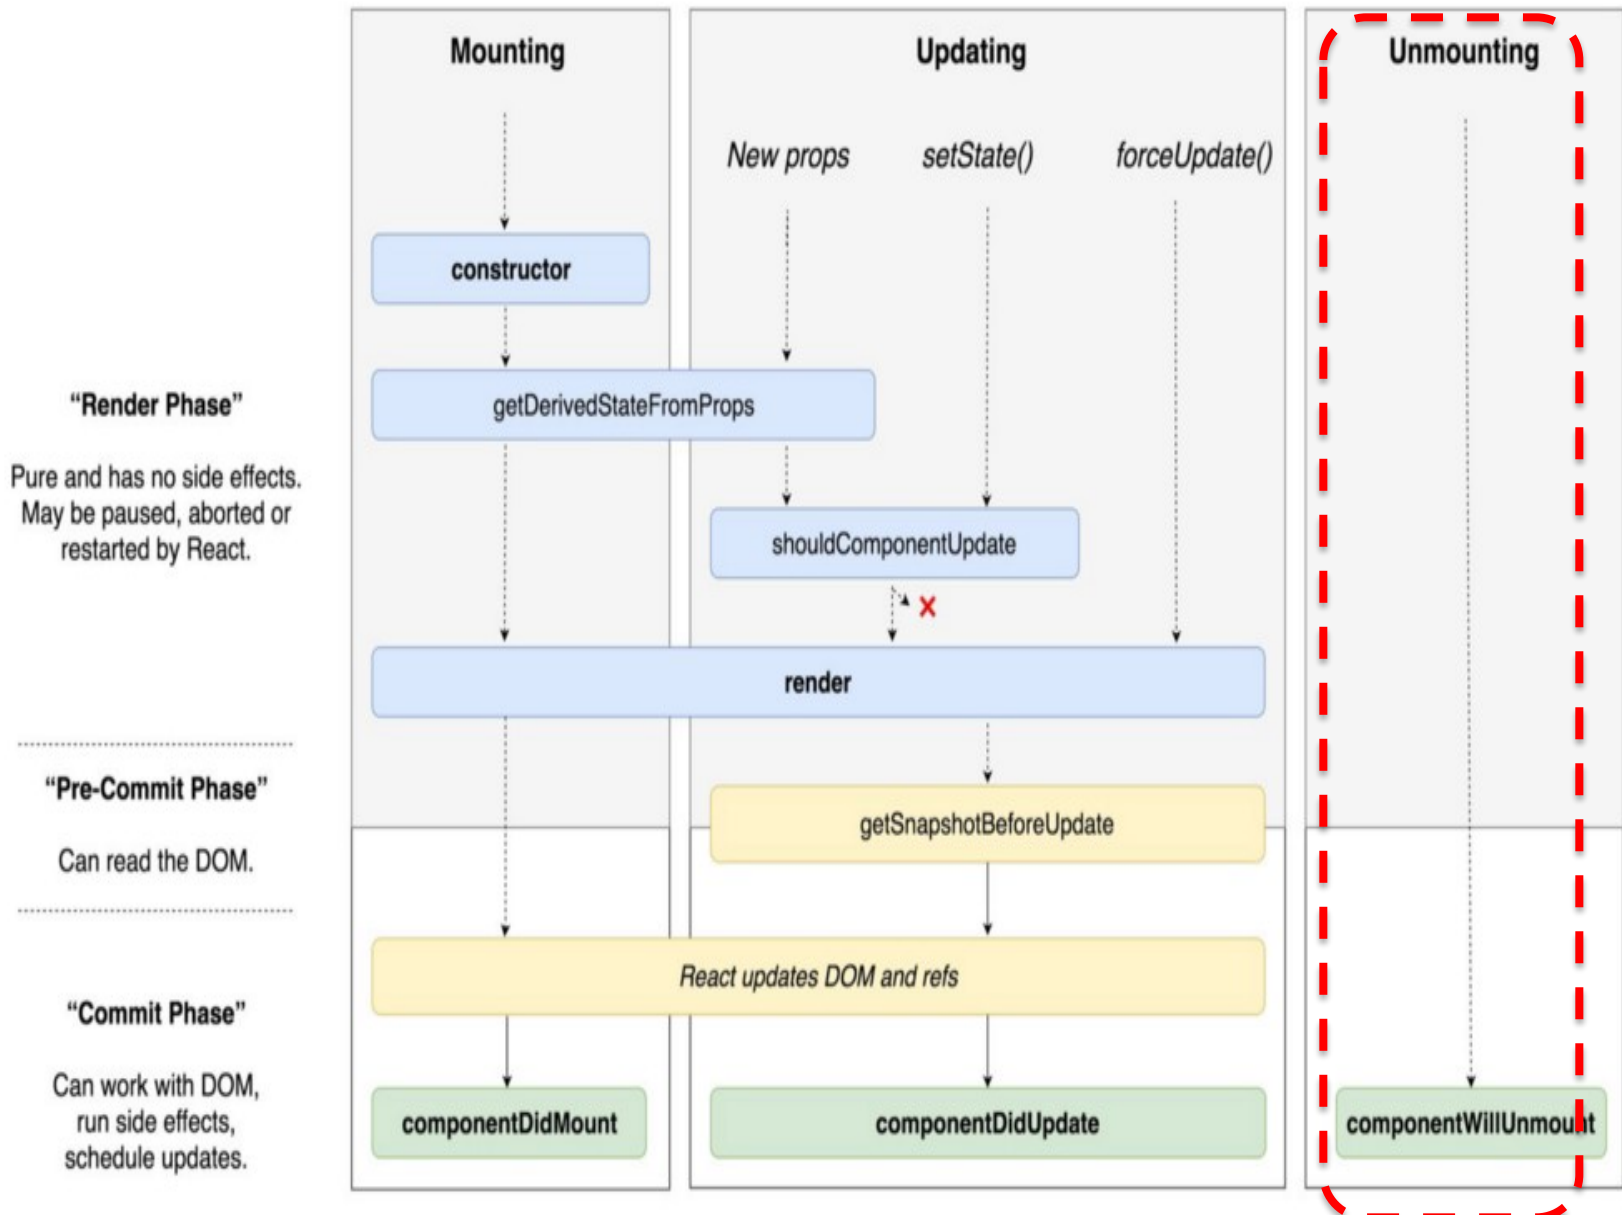 Mounting
Updating
Unmounting
New props
setState()
forceUpdate()
constructor
“Render Phase”
getDerivedStateFromProps
Pure and has no side effects.
May be paused, aborted or
restarted by React.
shouldComponentUpdate
render
“Pre-Commit Phase”
Can read the DOM.
getSnapshotBeforeUpdate
React updates DOM and refs
“Commit Phase”
Can work with DOM,
run side effects,
schedule updates.
componentDidMount
componentDidUpdate
componentWillUnmount